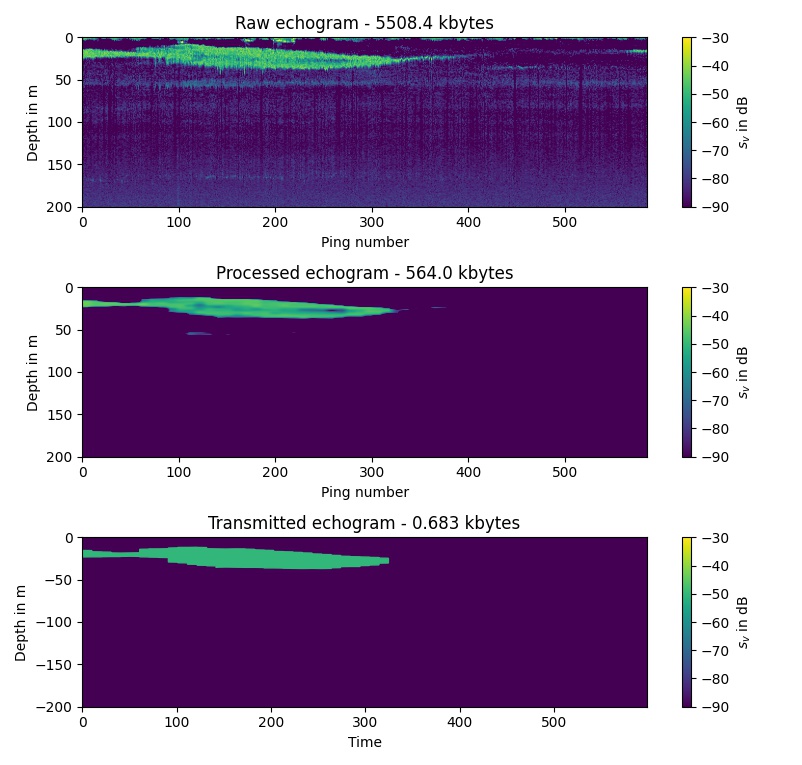 Raw echogram - 5508.4 kbytes
0
50
100
150
200
Depth in m
0 100 200 300 400 500
Ping number
−30
−40
−50
−60
−70
−80
−90
sv in dB
Processed echogram - 564.0 kbytes
0
50
100
150
200
Depth in m
0 100 200 300 400 500
Ping number
−30
−40
−50
−60
−70
−80
−90
sv in dB
Transmitted echogram - 0.683 kbytes
0
−50
−100
−150
−200
Depth in m
0 100 200 300 400 500
Time
−30
−40
−50
−60
−70
−80
−90
sv in dB